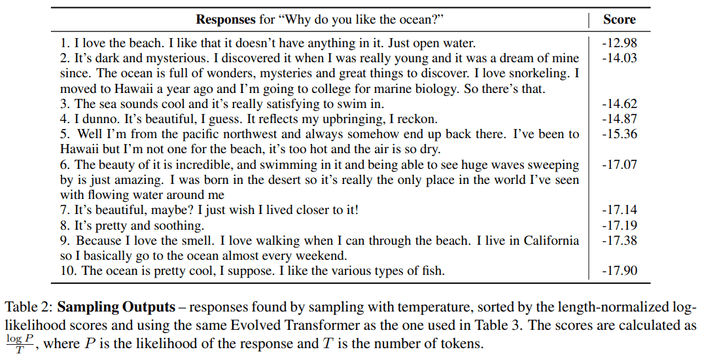 Responses for “Why do you like the ocean?” Score
1. I love the beach. I like that it doesn’t have anything in it. Just open water. -12.98
2. It’s dark and mysterious. I discovered it when I was really young and it was a dream of mine -14.03
since. The ocean is full of wonders, mysteries and great things to discover. I love snorkeling. I
moved to Hawaii a year ago and I’m going to college for marine biology. So there’s that.
3. The sea sounds cool and it’s really satisfying to swim in. -14.62
4. I dunno. It’s beautiful, I guess. It reflects my upbringing, I reckon. -14.87
5. Well I’m from the pacific northwest and always somehow end up back there. I’ve been to -15.36
Hawaii but I’m not one for the beach, it’s too hot and the air is so dry.
6. The beauty of it is incredible, and swimming in it and being able to see huge waves sweeping -17.07
by is just amazing. I was born in the desert so it’s really the only place in the world I’ve seen
with flowing water around me
7. It’s beautiful, maybe? I just wish I lived closer to it! -17.14
8. It’s pretty and soothing. -17.19
9. Because I love the smell. I love walking when I can through the beach. I live in California -17.38
so I basically go to the ocean almost every weekend.
10. The ocean is pretty cool, I suppose. I like the various types of fish. -17.90
Table 2: Sampling Outputs – responses found by sampling with temperature, sorted by the length-normalized log-
likelihood scores and using the same Evolved Transformer as the one used in Table 3. The scores are calculated as
log P / T, where P is the likelihood of the response and T is the number of tokens.